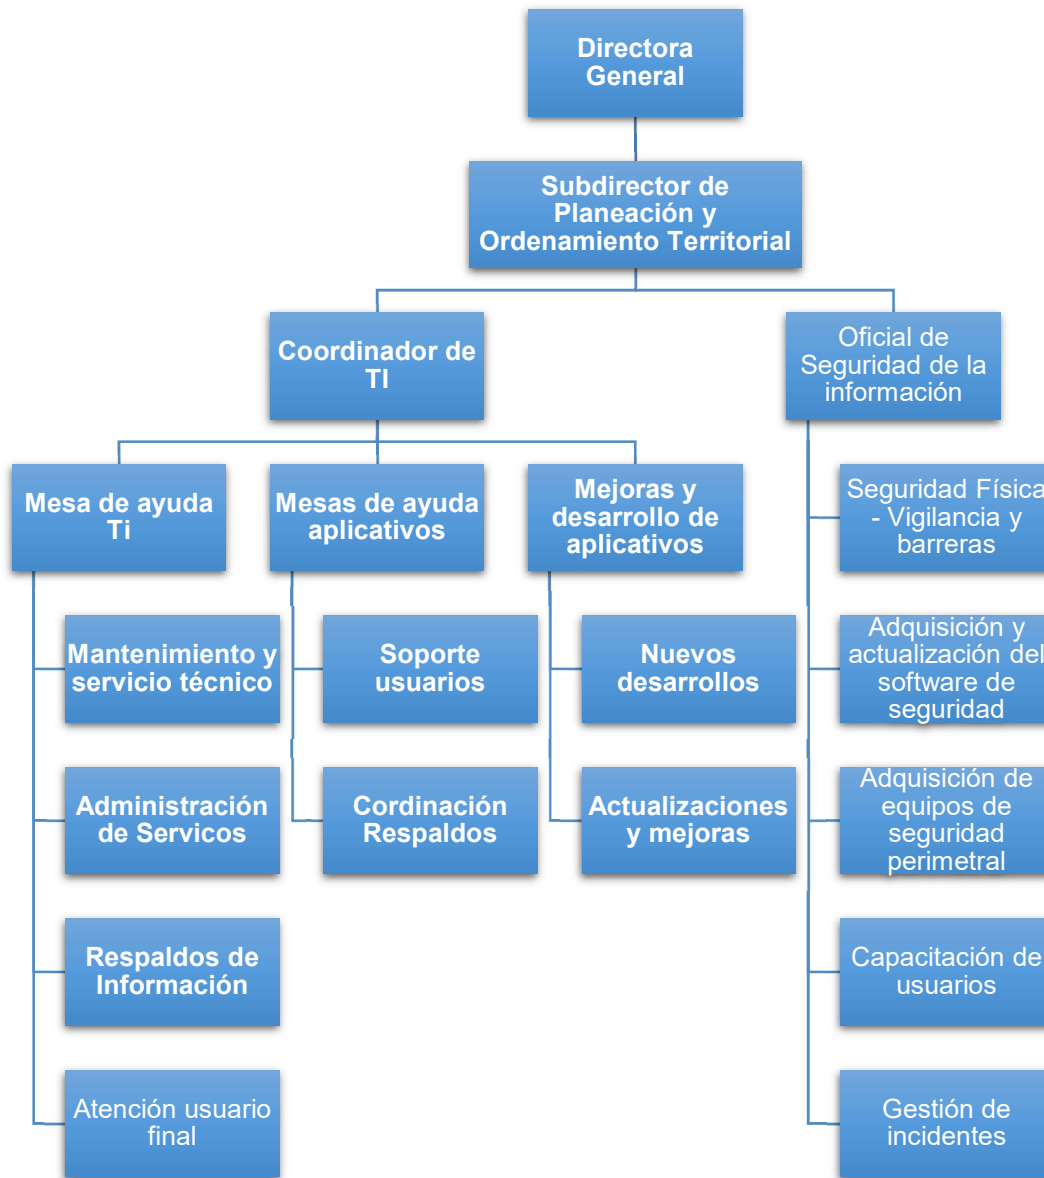 Directora
General
Subdirector de
Planeación y
Ordenamiento Territorial
Coordinador de
TI
Oficial de
Seguridad de la
información
Mesa de ayuda
Ti
Mesas de ayuda
aplicativos
Mejoras y
desarrollo de
aplicativos
Seguridad Física
- Vigilancia y
barreras
Mantenimiento y
servicio técnico
Soporte
usuarios
Nuevos
desarrollos
Adquisición y
actualización del
software de
seguridad
Administración
de Servicos
Cordinación
Respaldos
Actualizaciones
y mejoras
Adquisición de
equipos de
seguridad
perimetral
Respaldos de
Información
Capacitación de
usuarios
Atención usuario
final
Gestión de
incidentes